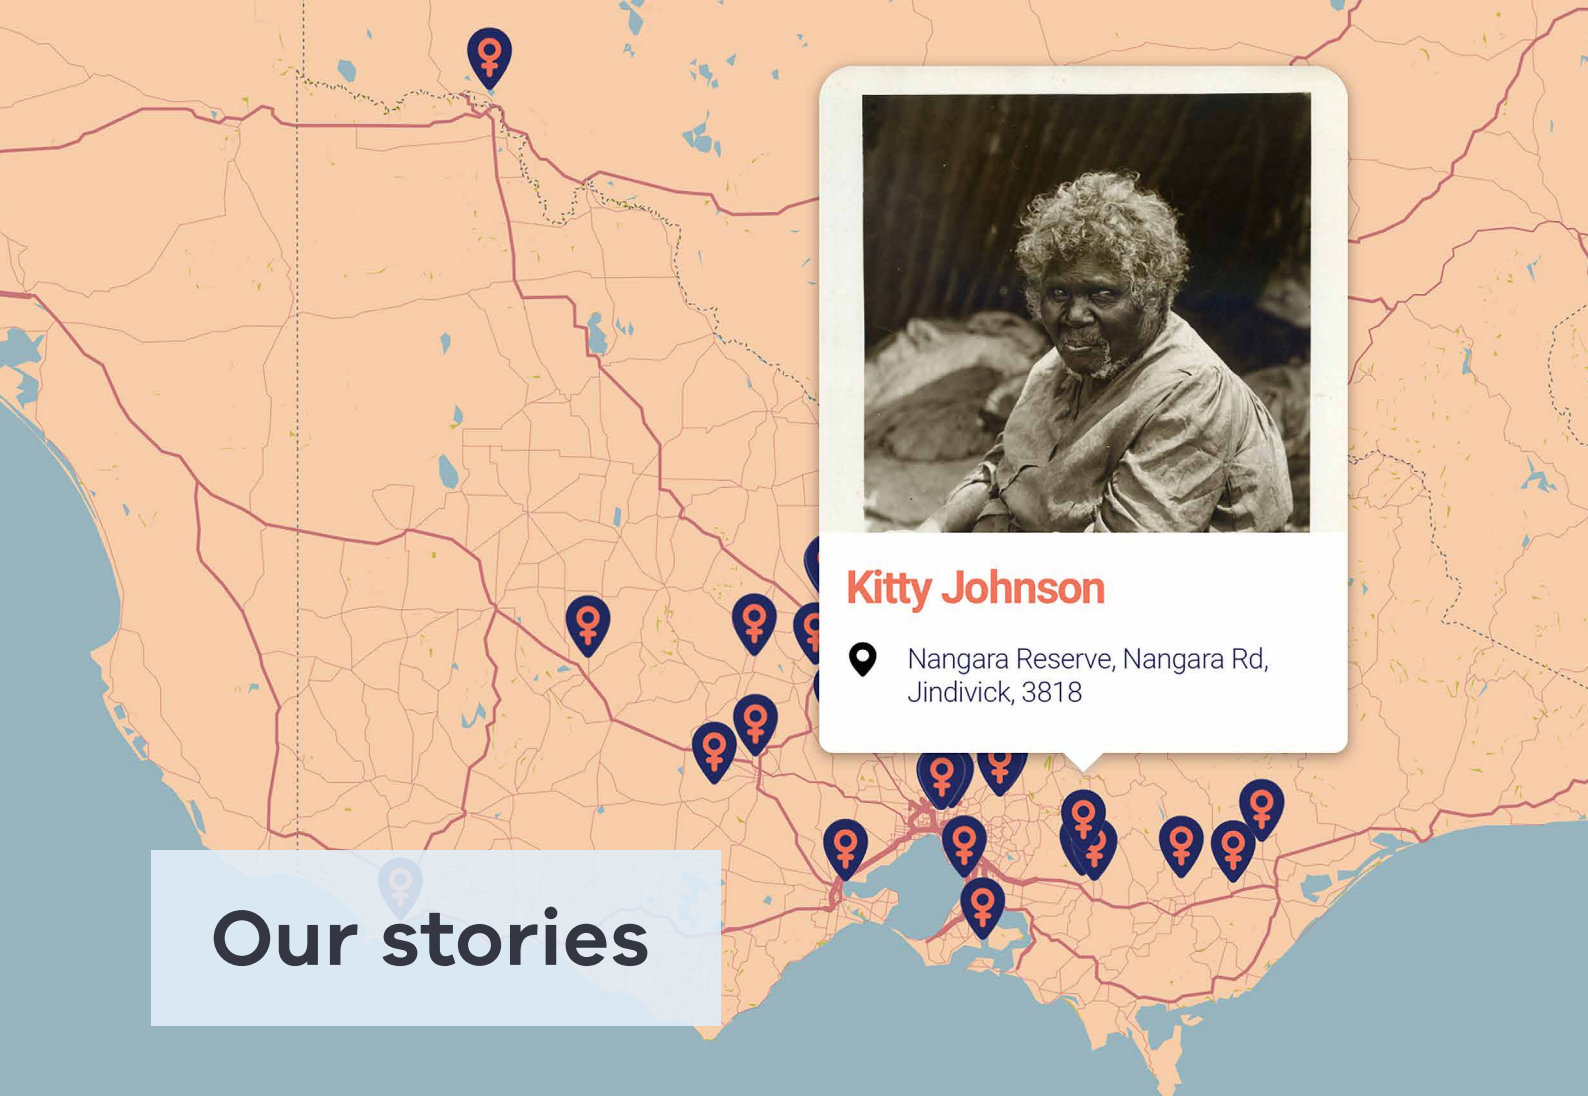 Kitty Johnson
Nangara Reserve, Nangara Rd,
Jindivick, 3818
Our stories